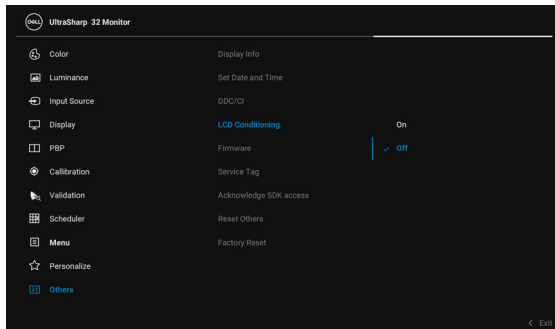 DELL UltraSharp 32 Monitor
Color Display Info
Luminance Set Date and Time
Input Source DDC/CI
Display LCD Conditioning On
PBP Firmware Off
Callibration Service Tag
Validation Acknowledge SDK access
Scheduler Reset Others
Menu Factory Reset
Personalize
Others
Exit